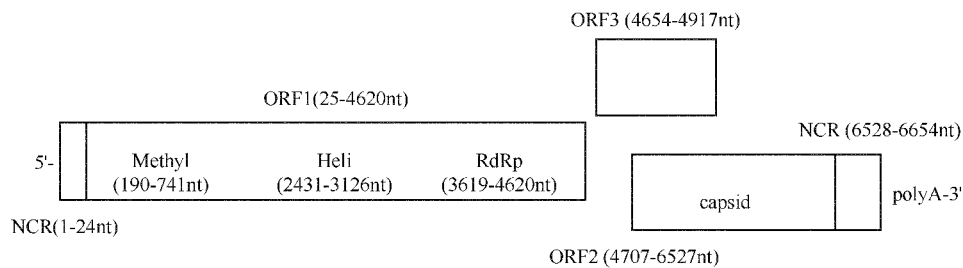 ORF3 (4654-4917nt)
ORF1(25-4620nt)
NCR (6528-6654nt)
5'-
Methyl
(190-741nt)
Heli
(2431-3126nt)
RdRp
(3619-4620nt)
capsid
polyA-3'
NCR(1-24nt)
ORF2 (4707-6527nt)